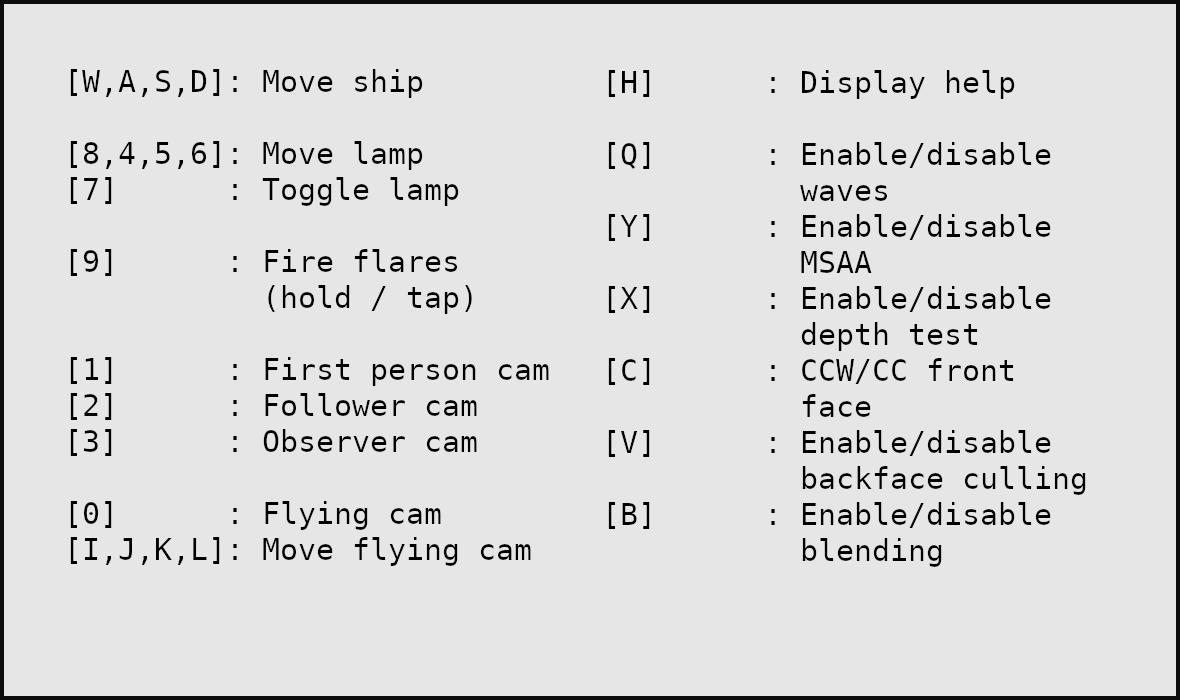 [W,A,S,D]: Move ship
[8,4,5,6]: Move lamp
[7]      : Toggle lamp
[9]      : Fire flares
(hold / tap)
[1]      : First person cam
[2]      : Follower cam
[3]      : Observer cam
[0]      : Flying cam
[I,J,K,L]: Move flying cam
[H]      : Display help
[Q]      : Enable/disable
waves
[Y]      : Enable/disable
MSAA
[X]      : Enable/disable
depth test
[C]      : CCW/CC front
face
[V]      : Enable/disable
backface culling
[B]      : Enable/disable
blending